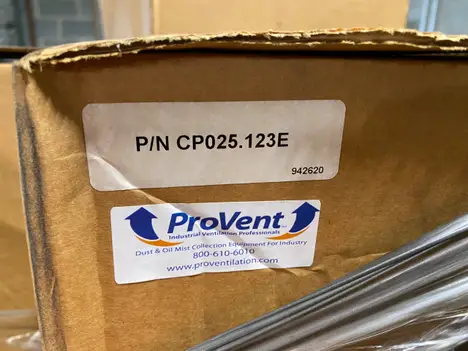 P/N CP025.123E
942620
ProVent
Industrial Ventilation Professionals
Dust & Oil Mist Collection Equipment For Industry
800-610-6010
www.proventilation.com